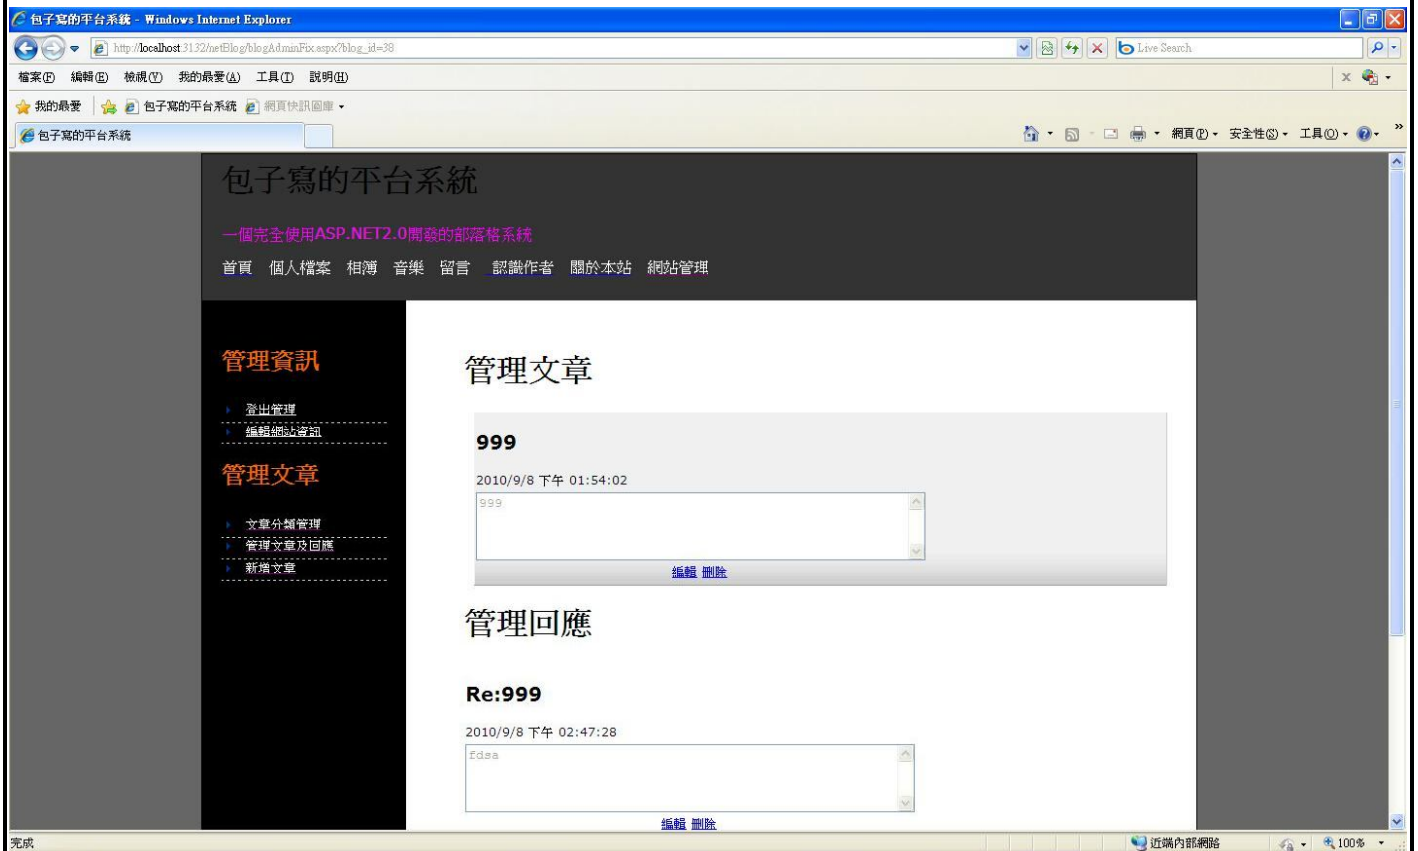 包子寫的平台系統 - Windows Internet Explorer
http://localhost:3132/netBlog/blogAdminFix.aspx?blog_id=38
Live Search
檔案(F) 編輯(E) 檢視(V) 我的最愛(A) 工具(T) 說明(H)
我的最愛 包子寫的平台系統 網頁快訊圖庫
包子寫的平台系統
網頁(P) 安全性(S) 工具(O)
包子寫的平台系統
一個完全使用ASP.NET2.0開發的部落格系統
首頁 個人檔案 相簿 音樂 留言 認識作者 關於本站 網站管理
管理資訊
登出管理
編輯網站資訊
管理文章
文章分類管理
管理文章及回應
新增文章
管理文章
999
2010/9/8 下午 01:54:02
999
編輯 刪除
管理回應
Re:999
2010/9/8 下午 02:47:28
fdsa
編輯 刪除
完成
近端內部網路
100%